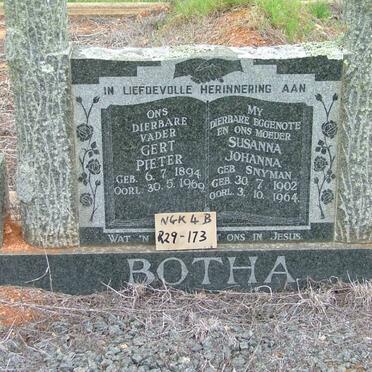 IN LIEFDEVOLLE HERINNERING AAN
ONS
DIERBARE
VADER
GERT
PIETER
GEB. 6.7.1894
OORL. 30.5.1969
MY
DIERBARE EGGENOTE
EN ONS MOEDER
SUSANNA
JOHANNA
GEB. SNYMAN
GEB. 30.7.1902
OORL. 3.10.1964
NGK 4 B
R29-173
WAT 'N ONS IN JESUS
BOTHA